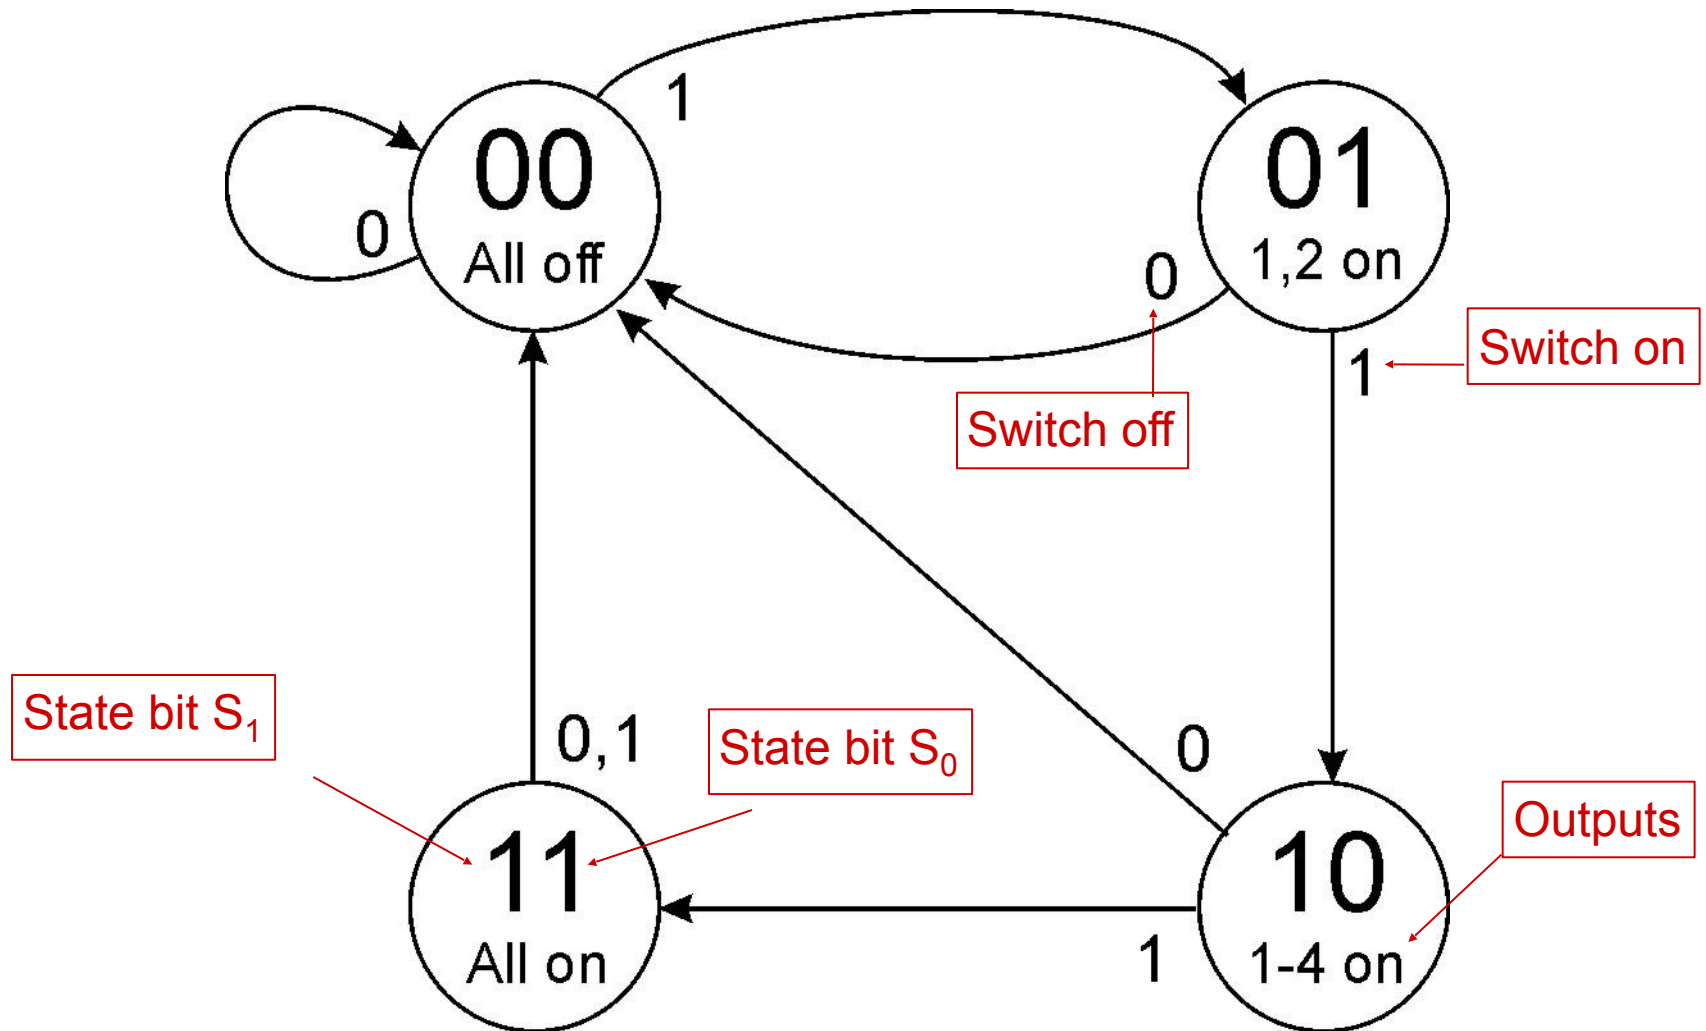 1
00
All off
0
01
1,2 on
0
1
Switch on
Switch off
State bit S₁
0,1
State bit S₀
0
Outputs
11
All on
1
10
1-4 on